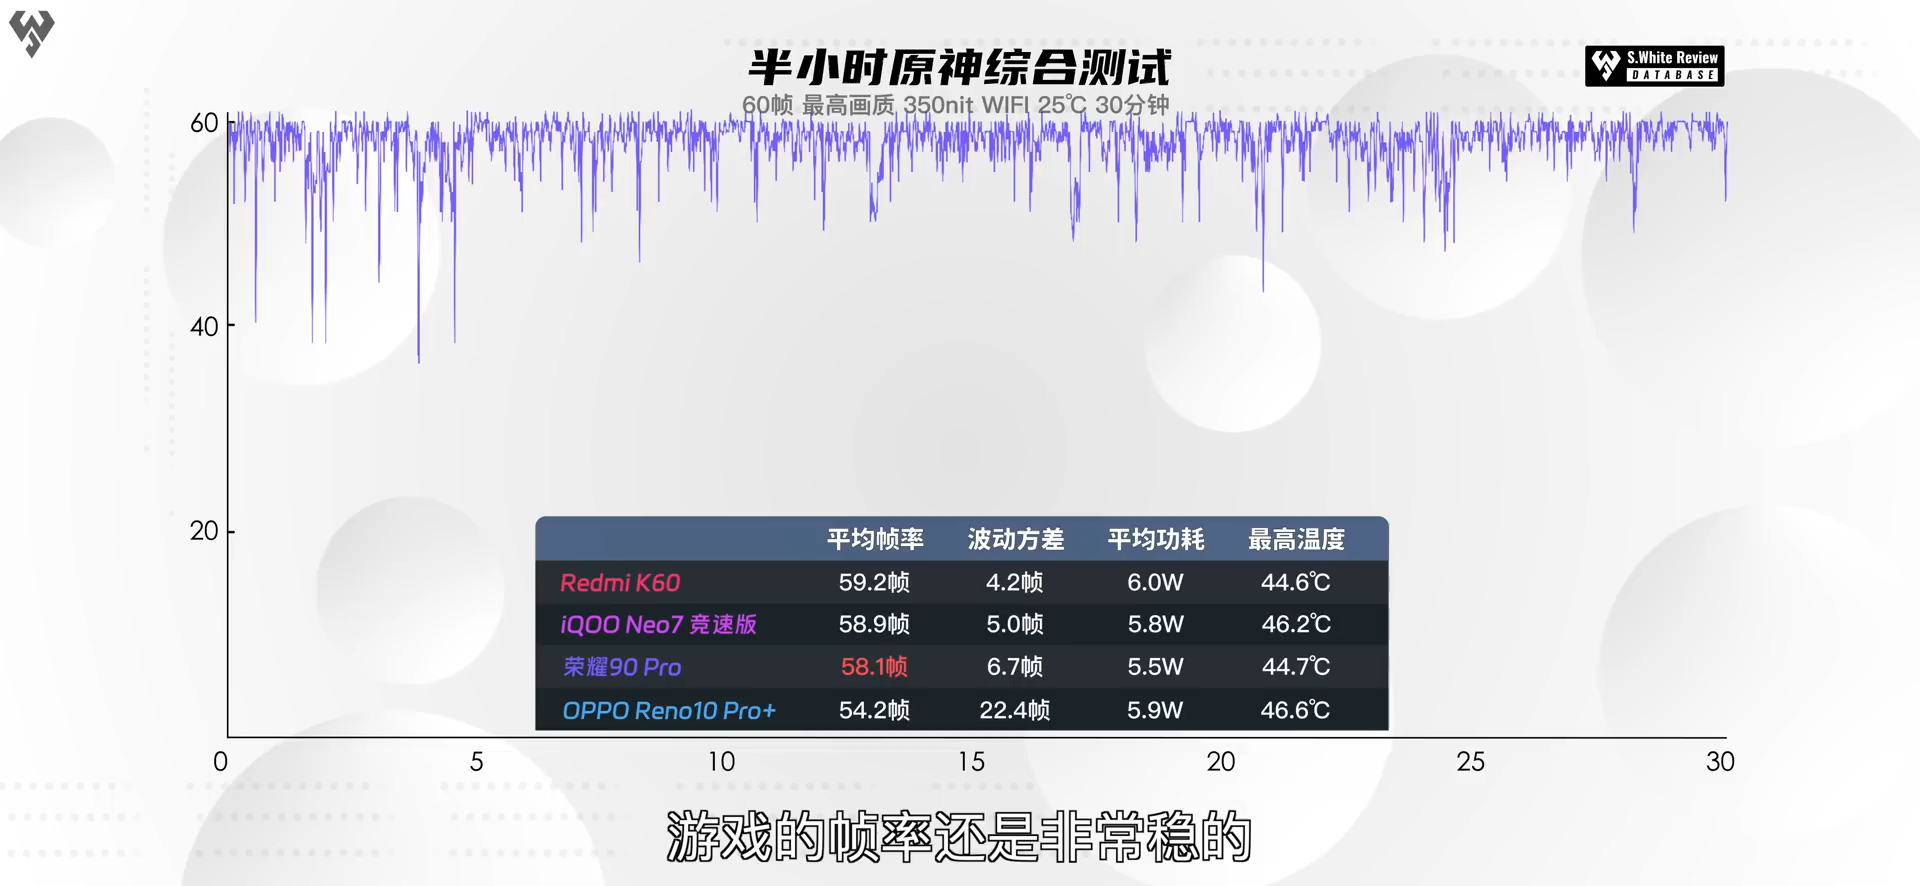 半小时原神综合测试
S.White Review
DATABASE
60帧 最高画质 350nit WIFI 25℃ 30分钟
60
40
20
平均帧率 波动方差 平均功耗 最高温度
Redmi K60 59.2帧 4.2帧 6.0W 44.6℃
iQOO Neo7 竞速版 58.9帧 5.0帧 5.8W 46.2℃
荣耀90 Pro 58.1帧 6.7帧 5.5W 44.7℃
OPPO Reno10 Pro+ 54.2帧 22.4帧 5.9W 46.6℃
0 5 10 15 20 25 30
游戏的帧率还是非常稳的